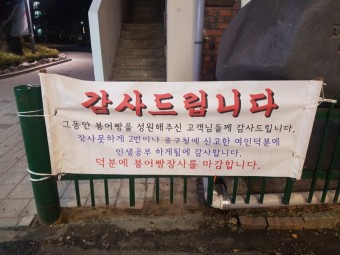 감사드립니다
그동안 붕어빵을 성원해주신 고객님들께 감사드립니다.
장사못하게 2번이나 중구청에 신고한 여인덕분에
인생공부 하게됨에 감사합니다.
덕분에 붕어빵장사를 마감합니다.